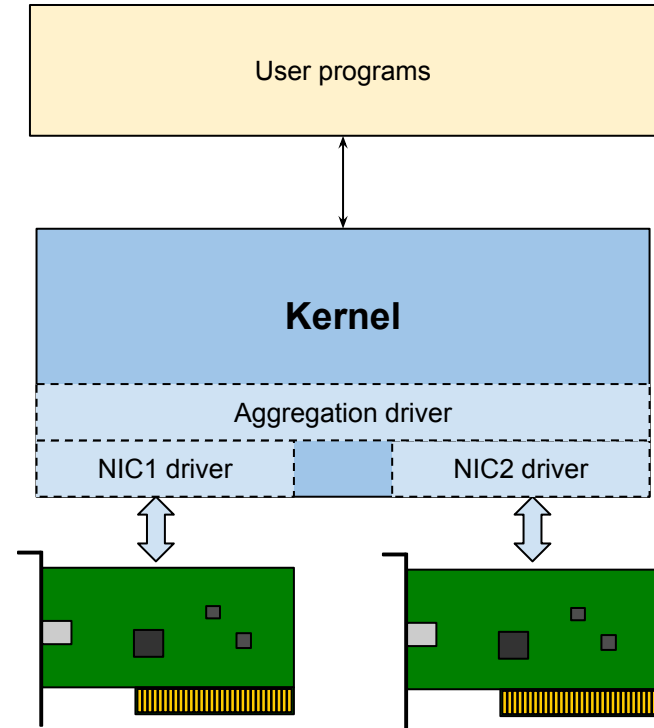 User programs
Kernel
Aggregation driver
NIC1 driver
NIC2 driver